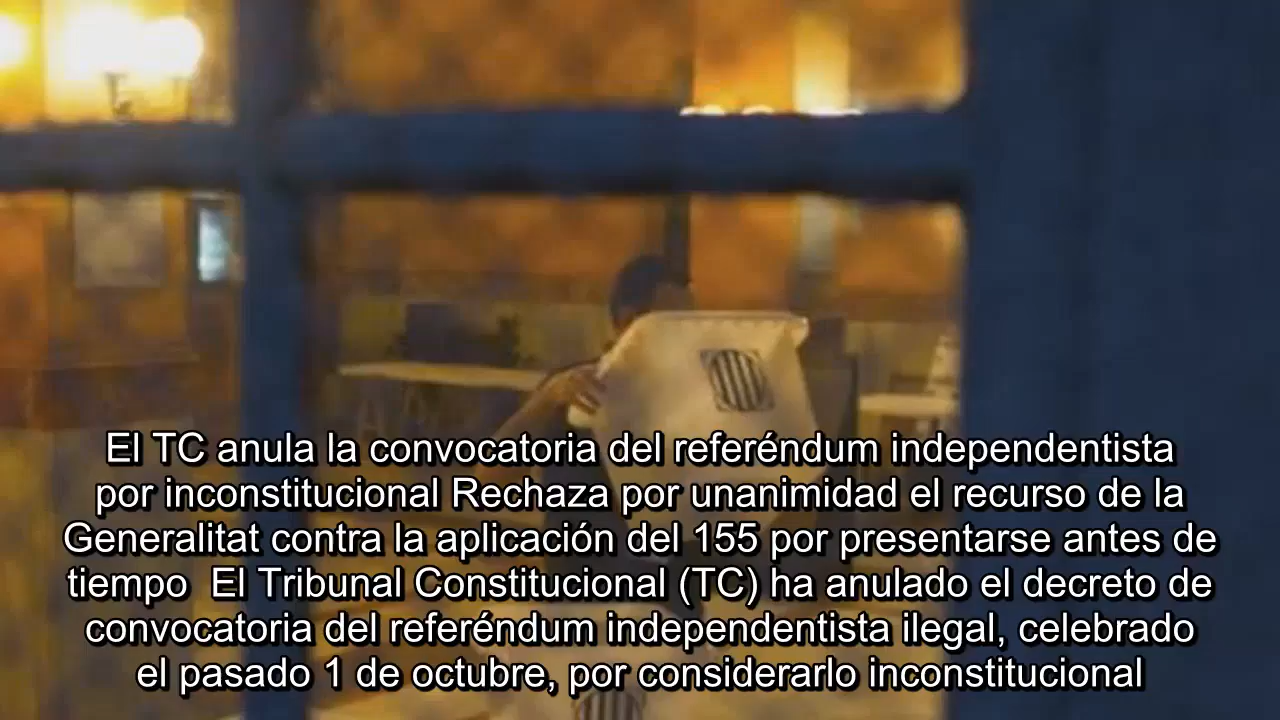 El TC anula la convocatoria del referéndum independentista
por inconstitucional Rechaza por unanimidad el recurso de la
Generalitat contra la aplicación del 155 por presentarse antes de
tiempo  El Tribunal Constitucional (TC) ha anulado el decreto de
convocatoria del referéndum independentista ilegal, celebrado
el pasado 1 de octubre, por considerarlo inconstitucional